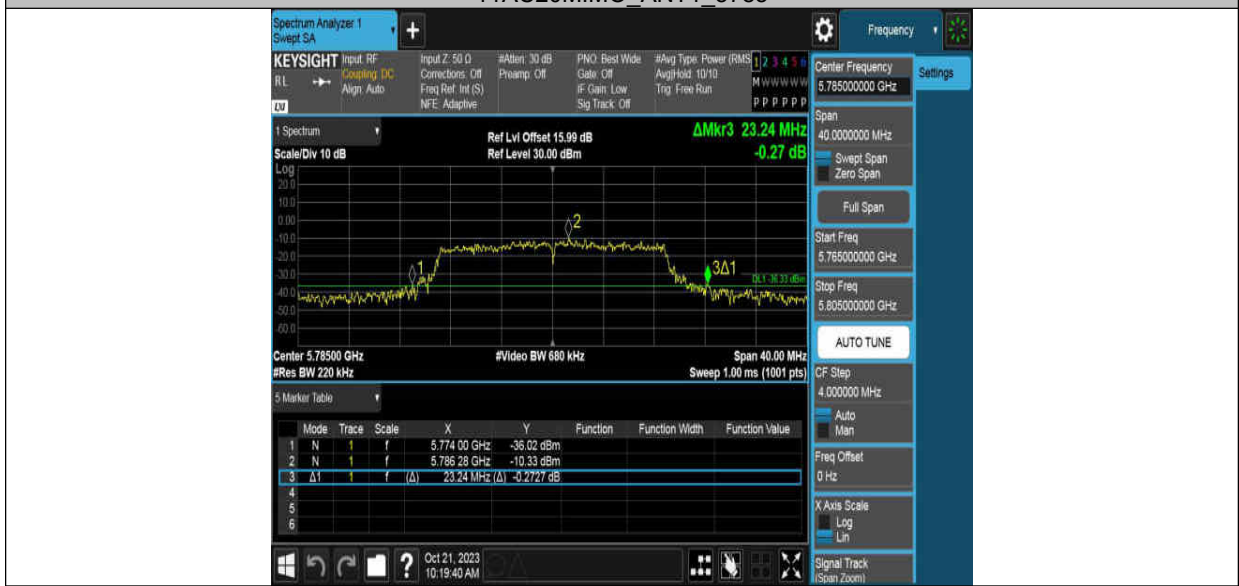 11AC20MIMO_ANT1_5785
Spectrum Analyzer 1
Swept SA
Frequency
KEYSIGHT
RL
Input: RF
Coupling: DC
Align: Auto
Input Z: 50 Ω
Corrections: Off
Freq Ref: Int (S)
NFE: Adaptive
#Atten: 30 dB
Preamp: Off
PNO: Best Wide
Gate: Off
IF Gain: Low
Sig Track: Off
#Avg Type: Power (RMS
Avg|Hold: 10/10
Trig: Free Run
1 2 3 4 5 6
M W W W W W
P P P P P P
Center Frequency
5.785000000 GHz
Settings
Span
40.0000000 MHz
Swept Span
Zero Span
Full Span
Start Freq
5.765000000 GHz
Stop Freq
5.805000000 GHz
AUTO TUNE
CF Step
4.000000 MHz
Auto
Man
Freq Offset
0 Hz
X Axis Scale
Log
Lin
Signal Track
(Span Zoom)
1 Spectrum
Scale/Div 10 dB
Ref Lvl Offset 15.99 dB
Ref Level 30.00 dBm
ΔMkr3 23.24 MHz
-0.27 dB
Log
20.0
10.0
0.00
-10.0
-20.0
-30.0
-40.0
-50.0
-60.0
1
2
3Δ1
DL1 -36.33 dBm
Center 5.78500 GHz
#Video BW 680 kHz
Span 40.00 MHz
#Res BW 220 kHz
Sweep 1.00 ms (1001 pts)
5 Marker Table
Mode Trace Scale X Y Function Function Width Function Value
1 N 1 f 5.774 00 GHz -36.02 dBm
2 N 1 f 5.786 28 GHz -10.33 dBm
3 Δ1 1 f (Δ) 23.24 MHz (Δ) -0.2727 dB
4
5
6
Oct 21, 2023
10:19:40 AM